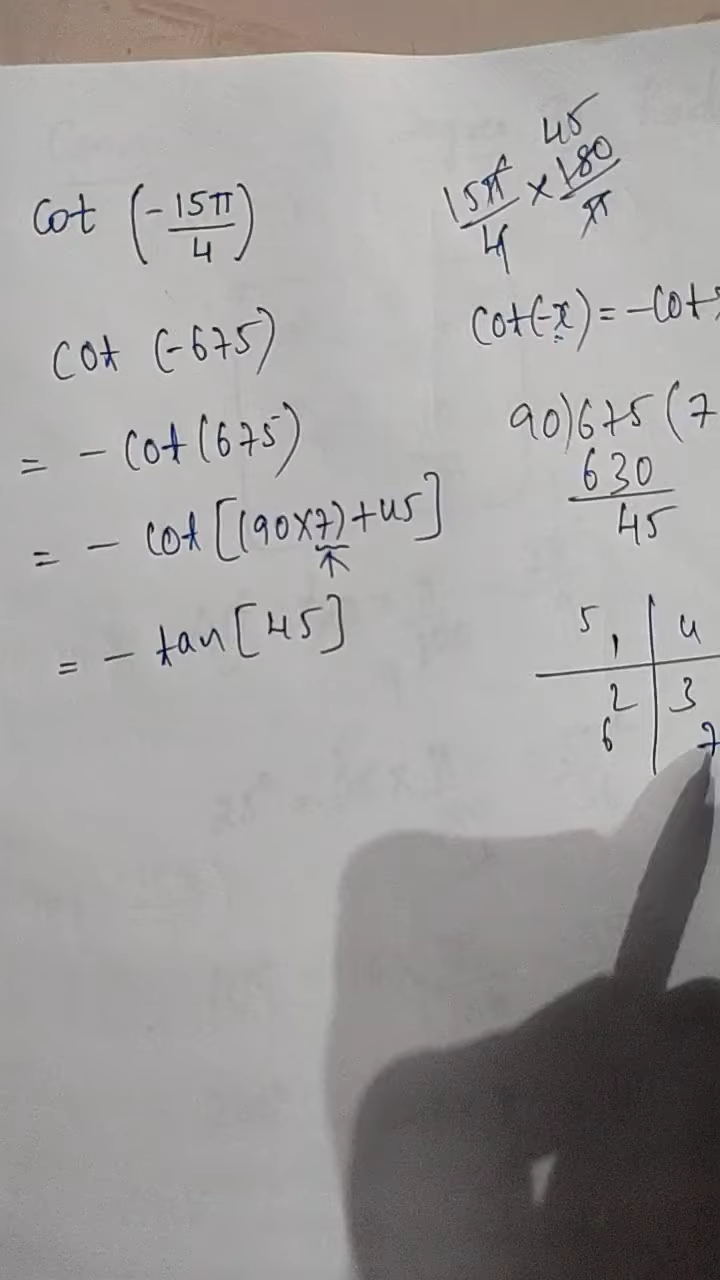 cot (-15π/4)
cot (-675)
= - cot (675)
= - cot [(90×7)+45]
↑
= - tan [45]
45
15π/4 × 180/π
cot(-x) = -cot
90)675(7
630
45
5, 1 | 4
2 | 3
6 | 7